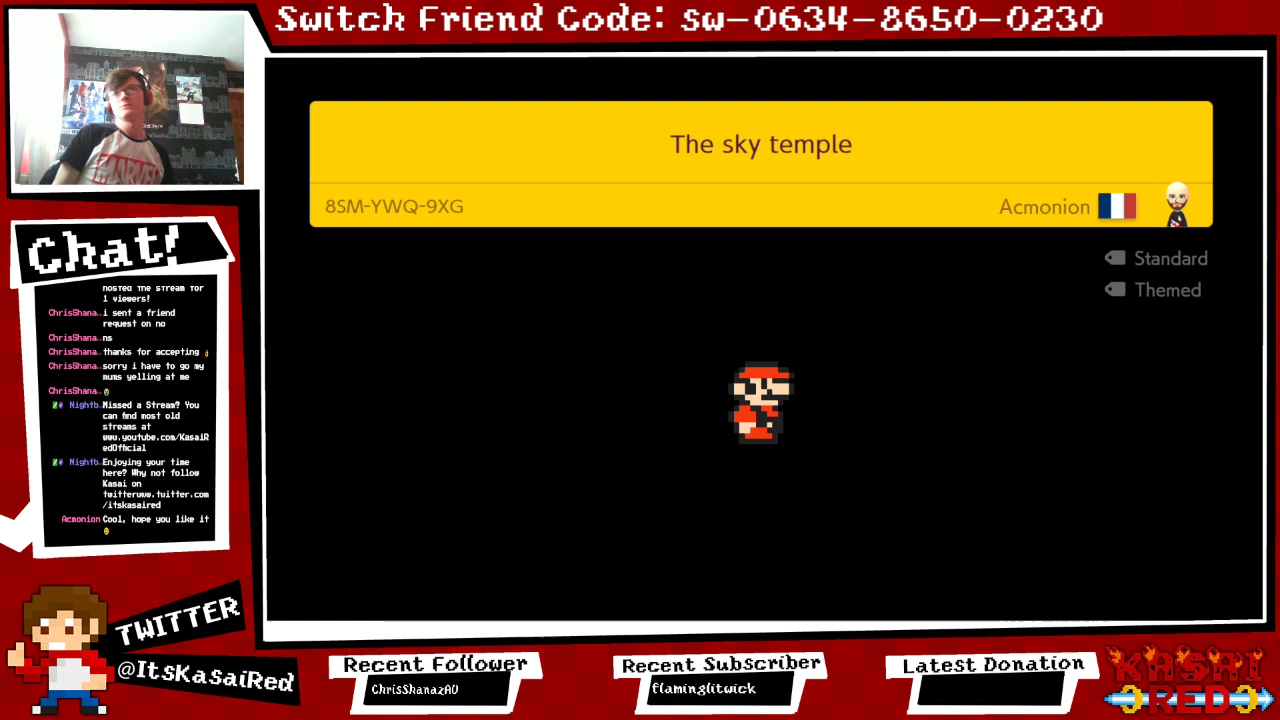 Switch Friend Code: SW-0634-8650-0230
The sky temple
8SM-YWQ-9XG
Acmonion
Standard
Themed
MARVEL
Chat!
hosted the stream for
1 viewers!
ChrisShana.. i sent a friend
request on no
ChrisShana.. ns
ChrisShana.. thanks for accepting
ChrisShana.. sorry i have to go my
mums yelling at me
ChrisShana..
Nightb.. Missed a Stream? You
can find most old
streams at
www.youtube.com/KasaiR
edOfficial
Nightb.. Enjoying your time
here? Why not follow
Kasai on
twitterwww.twitter.com
/itskasaired
Acmonion Cool, hope you like it
TWITTER
@ItsKasaiRed
Recent Follower
ChrisShanazAU
Recent Subscriber
flaminglitwick
Latest Donation
KASAI
RED